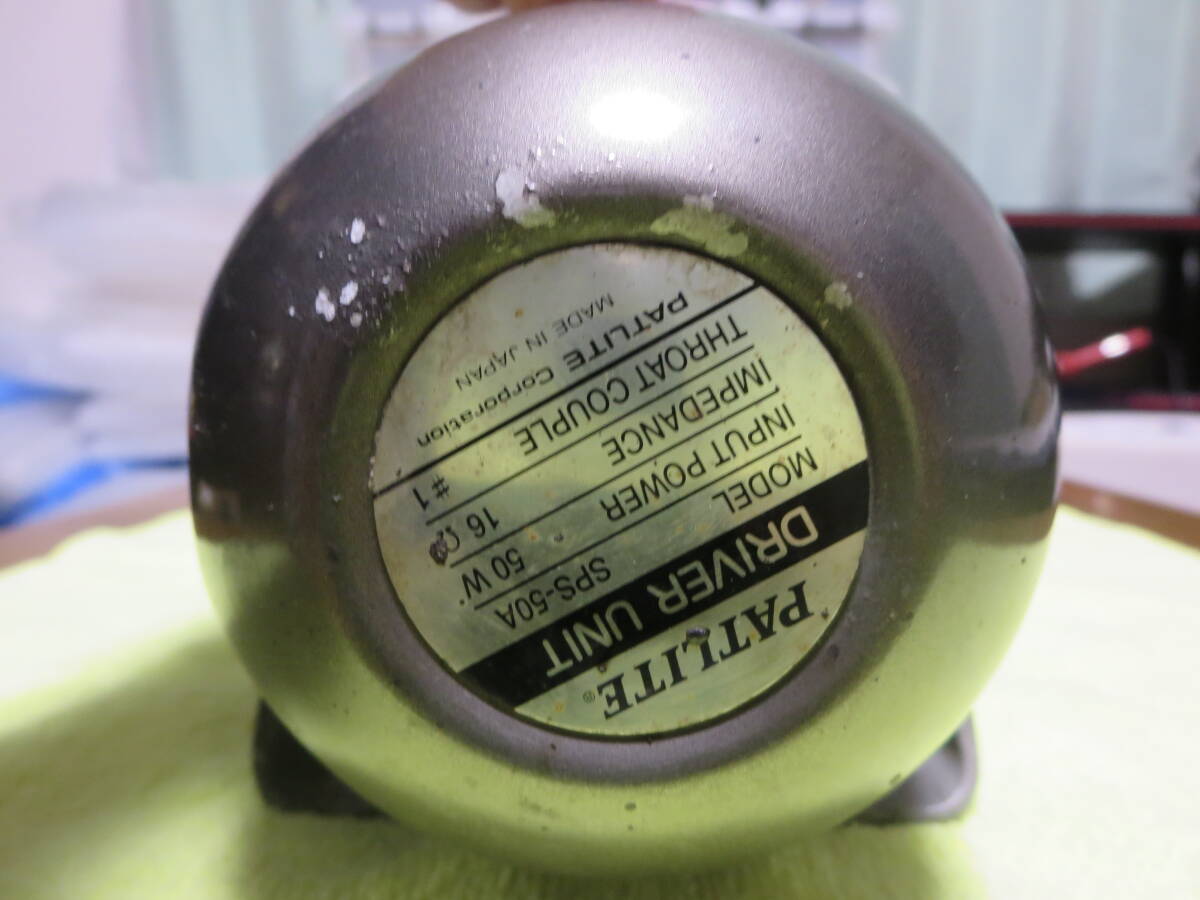 PATLITE®
DRIVER UNIT
MODEL SPS-50A
INPUT POWER 50 W
IMPEDANCE 16 Ω
THROAT COUPLE #1
PATLITE Corporation
MADE IN JAPAN